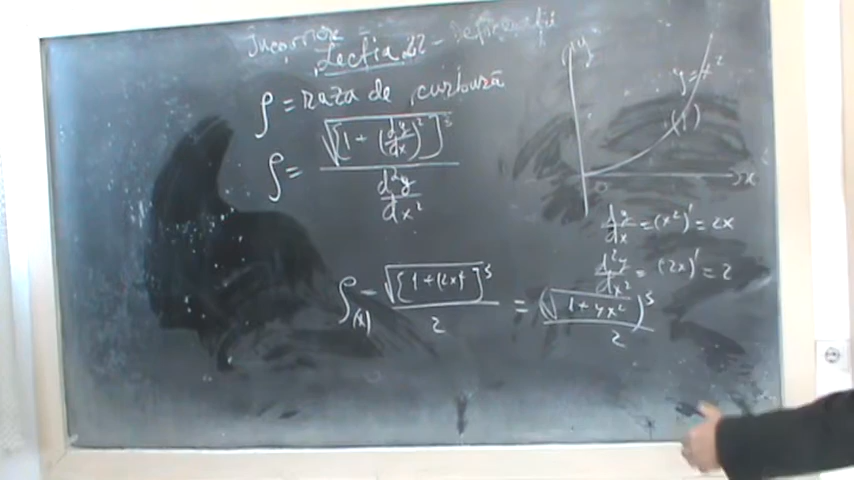 Lecția 22 - 
ρ = raza de curbură
ρ = √[1 + (dy/dx)²]³ / d²y/dx²
y
y = x²
(1)
0
x
dy/dx = (x²)' = 2x
d²y/dx² = (2x)' = 2
ρ(x) = √[1 + (2x)²]³ / 2 = (√1 + 4x²)³ / 2